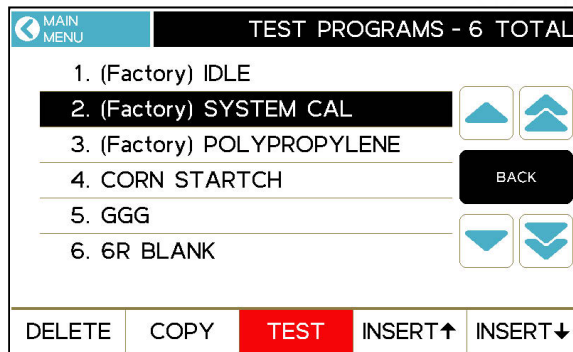 MAIN MENU
TEST PROGRAMS - 6 TOTAL
1. (Factory) IDLE
2. (Factory) SYSTEM CAL
3. (Factory) POLYPROPYLENE
4. CORN STARTCH
5. GGG
6. 6R BLANK
BACK
DELETE COPY TEST INSERT↑ INSERT↓